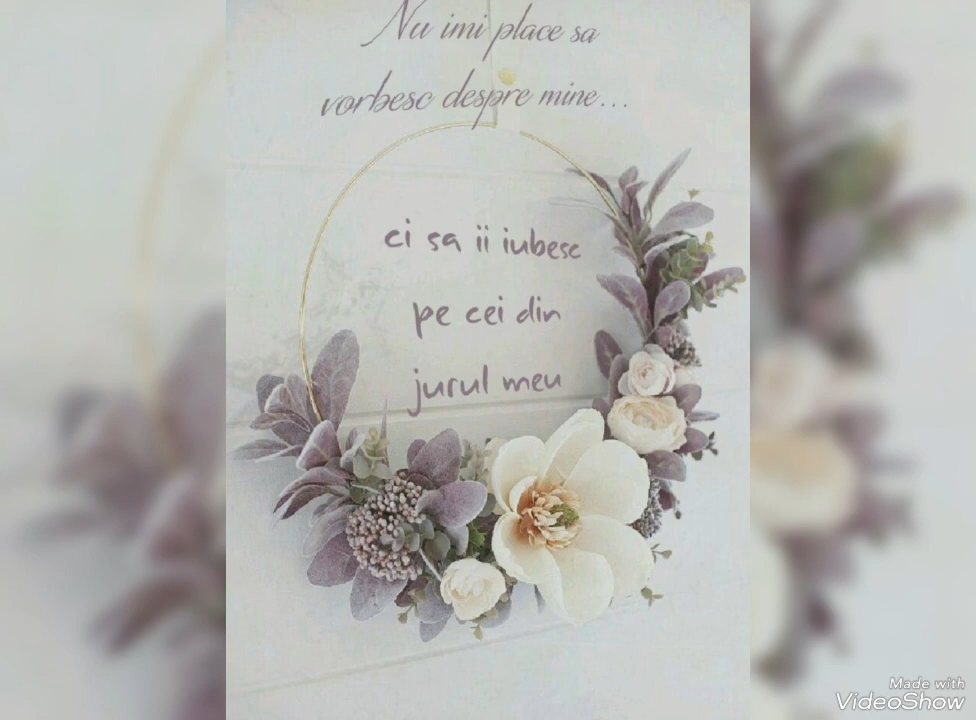 Nu imi place sa
vorbesc despre mine...
ci sa ii iubesc
pe cei din
jurul meu
Made with
VideoShow